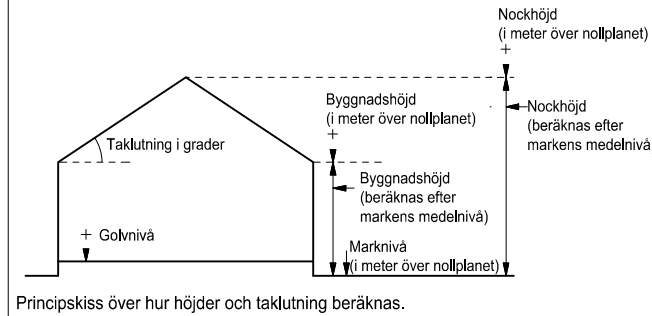 Nockhöjd
(i meter över nollplanet)
+
Byggnadshöjd
(i meter över nollplanet)
+
Nockhöjd
(beräknas efter
markens medelnivå
Taklutning i grader
Byggnadshöjd
(beräknas efter
markens medelnivå)
+ Golvnivå
Marknivå
(i meter över nollplanet)
Principskiss över hur höjder och taklutning beräknas.